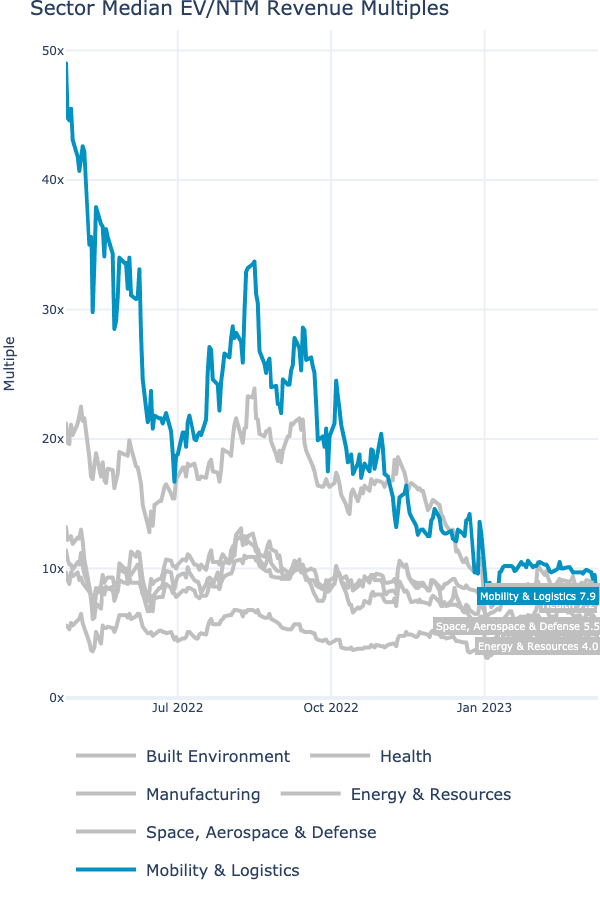 Sector Median EV/NTM Revenue Multiples
50x
40x
30x
20x
10x
0x
Multiple
Mobility & Logistics 7.9
Space, Aerospace & Defense 5.5
Energy & Resources 4.0
Jul 2022
Oct 2022
Jan 2023
Built Environment
Health
Manufacturing
Energy & Resources
Space, Aerospace & Defense
Mobility & Logistics